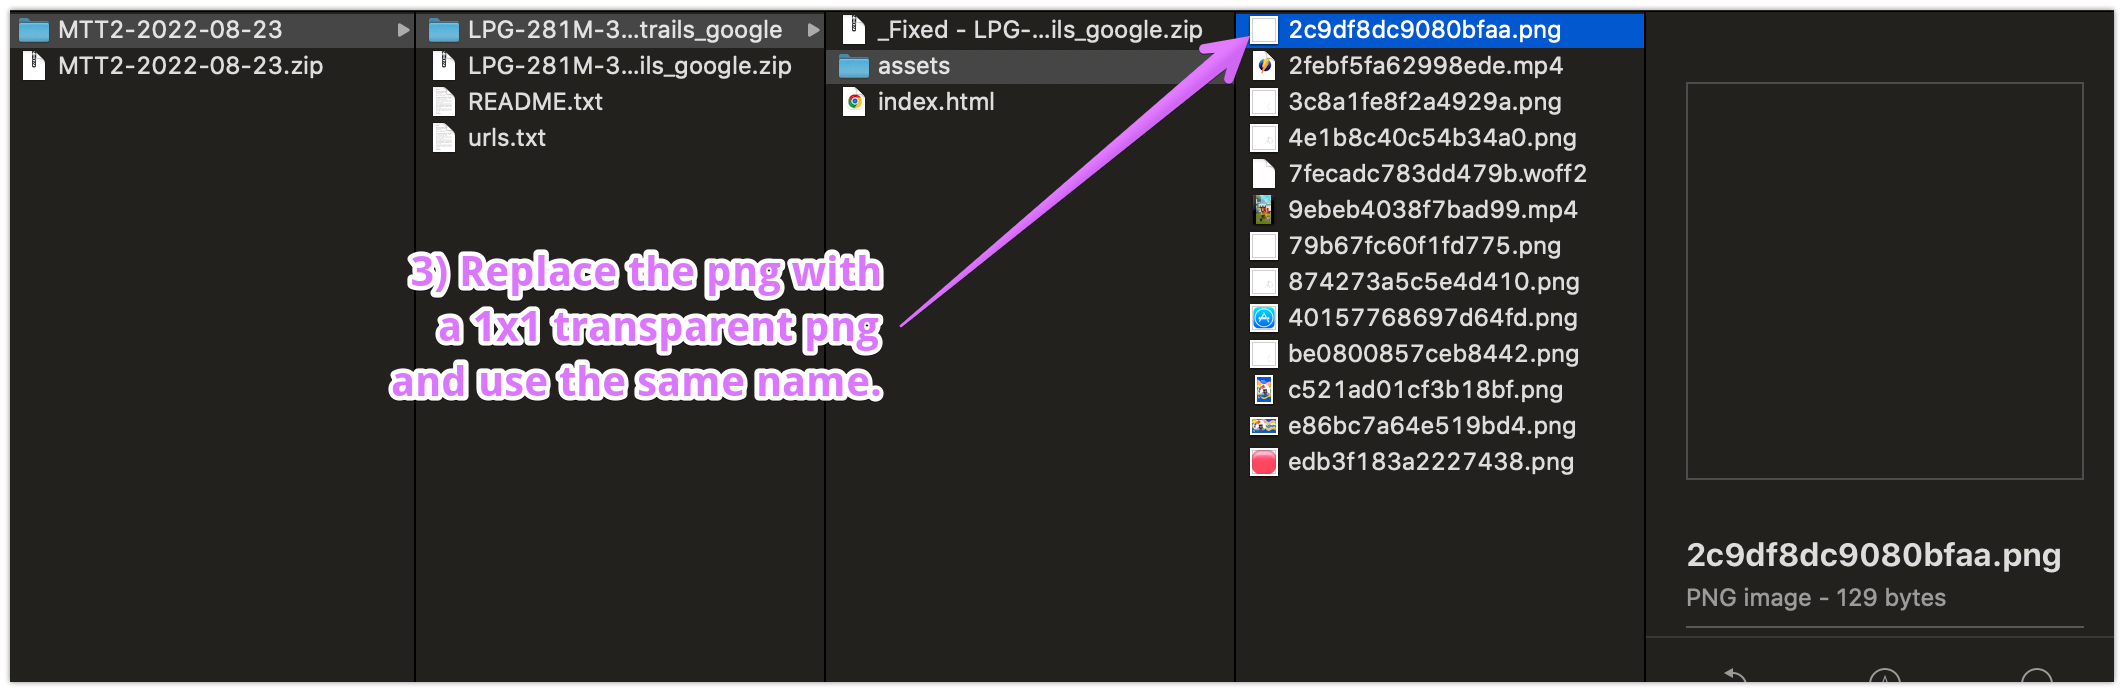 MTT2-2022-08-23
MTT2-2022-08-23.zip
LPG-281M-3...trails_google
LPG-281M-3...ils_google.zip
README.txt
urls.txt
_Fixed - LPG-...ils_google.zip
assets
index.html
2c9df8dc9080bfaa.png
2febf5fa62998ede.mp4
3c8a1fe8f2a4929a.png
4e1b8c40c54b34a0.png
7fecadc783dd479b.woff2
9ebeb4038f7bad99.mp4
79b67fc60f1fd775.png
874273a5c5e4d410.png
40157768697d64fd.png
be0800857ceb8442.png
c521ad01cf3b18bf.png
e86bc7a64e519bd4.png
edb3f183a2227438.png
3) Replace the png with
a 1x1 transparent png
and use the same name.
2c9df8dc9080bfaa.png
PNG image - 129 bytes